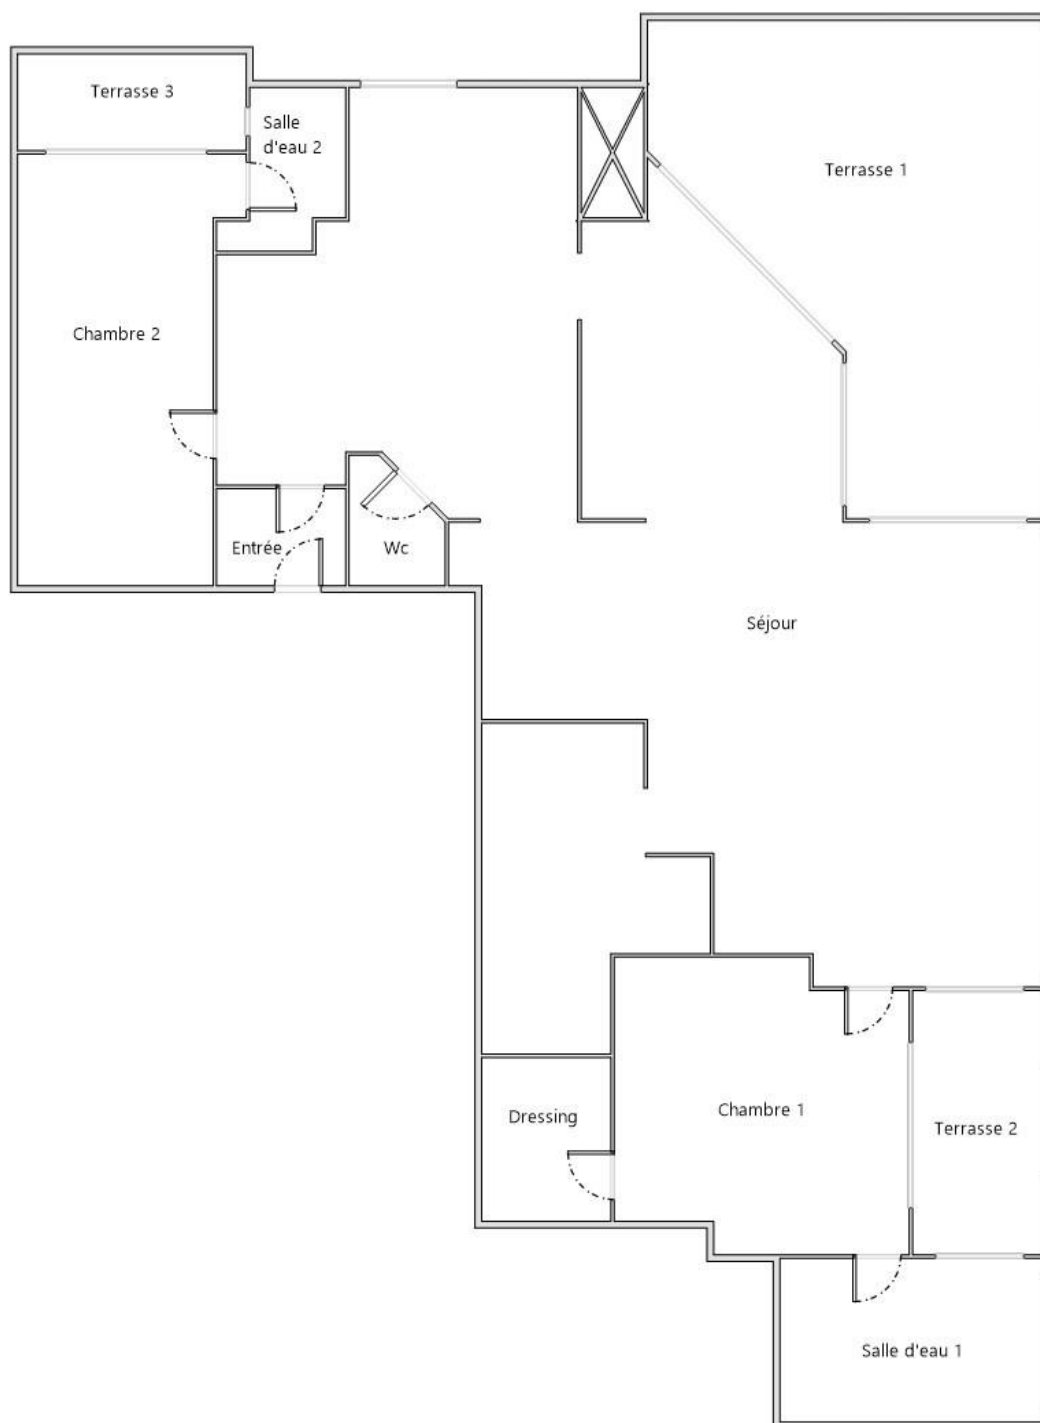 Terrasse 3
Salle
d'eau 2
Terrasse 1
Chambre 2
Entrée
Wc
Séjour
Dressing
Chambre 1
Terrasse 2
Salle d'eau 1